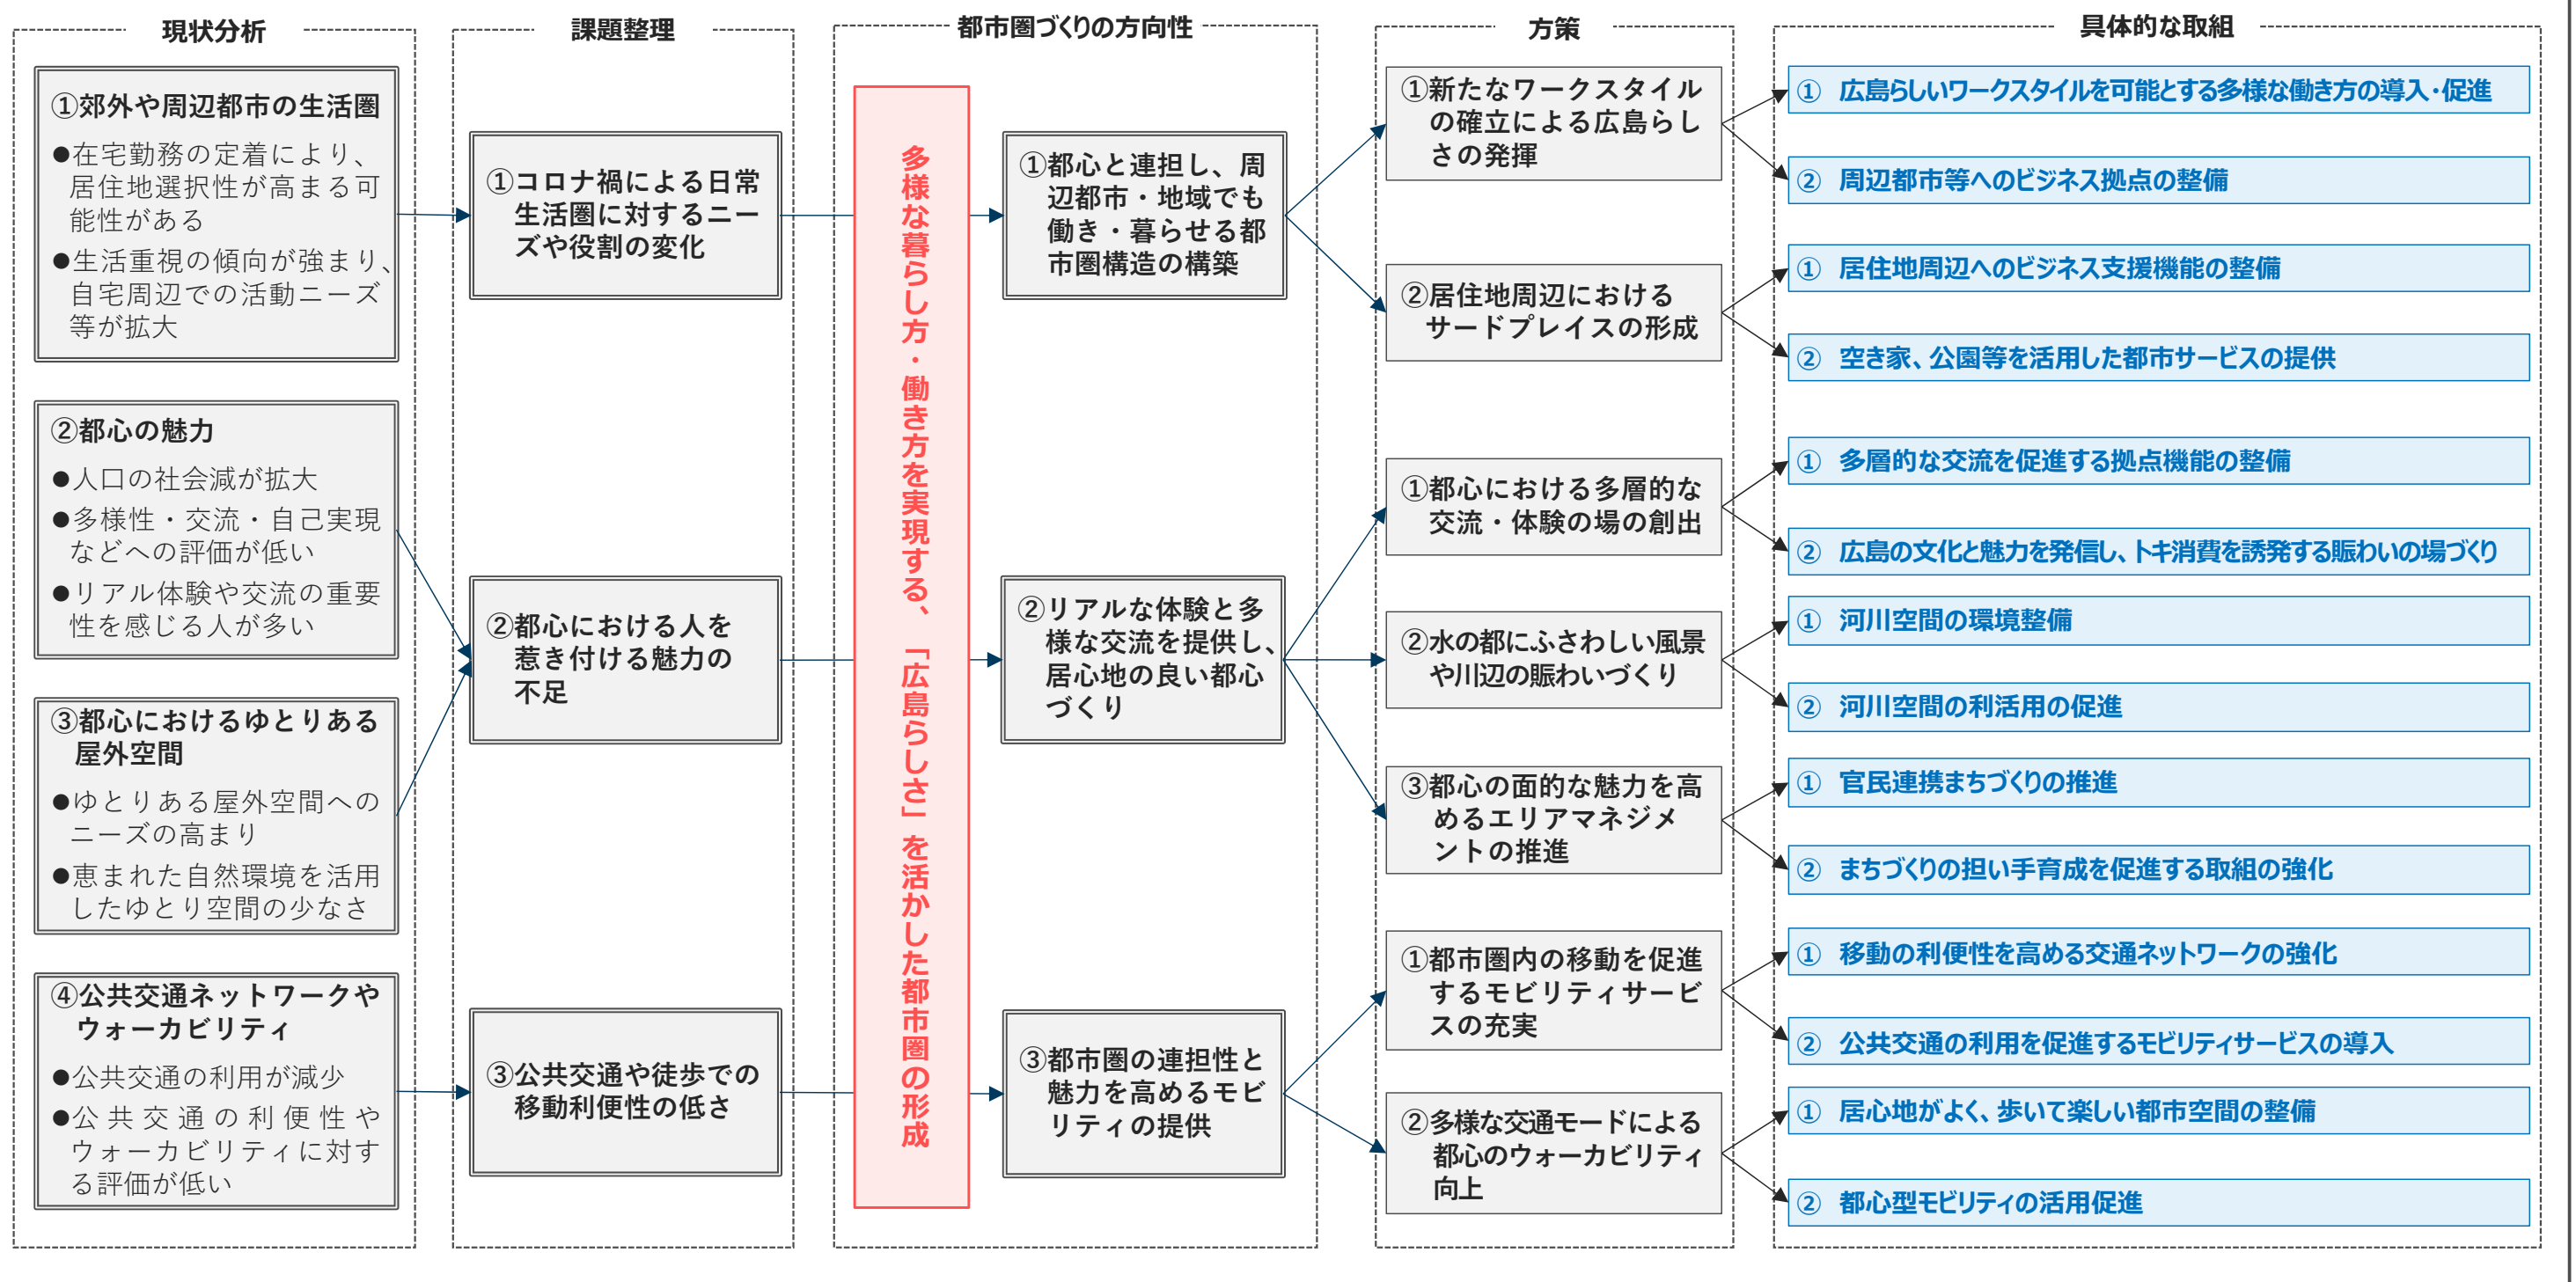 現状分析
①郊外や周辺都市の生活圏
●在宅勤務の定着により、
居住地選択性が高まる可
能性がある
●生活重視の傾向が強まり、
自宅周辺での活動ニーズ
等が拡大
②都心の魅力
●人口の社会減が拡大
●多様性・交流・自己実現
などへの評価が低い
●リアル体験や交流の重要
性を感じる人が多い
③都心におけるゆとりある
屋外空間
●ゆとりある屋外空間への
ニーズの高まり
●恵まれた自然環境を活用
したゆとり空間の少なさ
④公共交通ネットワークや
ウォーカビリティ
●公共交通の利用が減少
●公共交通の利便性や
ウォーカビリティに対す
る評価が低い
課題整理
①コロナ禍による日常
生活圏に対するニー
ズや役割の変化
②都心における人を
惹き付ける魅力の
不足
③公共交通や徒歩での
移動利便性の低さ
都市圏づくりの方向性
多様な暮らし方・働き方を実現する、「広島らしさ」を活かした都市圏の形成
①都心と連担し、周
辺都市・地域でも
働き・暮らせる都
市圏構造の構築
②リアルな体験と多
様な交流を提供し、
居心地の良い都心
づくり
③都市圏の連担性と
魅力を高めるモビ
リティの提供
方策
①新たなワークスタイル
の確立による広島らし
さの発揮
②居住地周辺における
サードプレイスの形成
①都心における多層的な
交流・体験の場の創出
②水の都にふさわしい風景
や川辺の賑わいづくり
③都心の面的な魅力を高
めるエリアマネジメ
ントの推進
①都市圏内の移動を促進
するモビリティサービ
スの充実
②多様な交通モードによる
都心のウォーカビリティ
向上
具体的な取組
① 広島らしいワークスタイルを可能とする多様な働き方の導入・促進
② 周辺都市等へのビジネス拠点の整備
① 居住地周辺へのビジネス支援機能の整備
② 空き家、公園等を活用した都市サービスの提供
① 多層的な交流を促進する拠点機能の整備
② 広島の文化と魅力を発信し、トキ消費を誘発する賑わいの場づくり
① 河川空間の環境整備
② 河川空間の利活用の促進
① 官民連携まちづくりの推進
② まちづくりの担い手育成を促進する取組の強化
① 移動の利便性を高める交通ネットワークの強化
② 公共交通の利用を促進するモビリティサービスの導入
① 居心地がよく、歩いて楽しい都市空間の整備
② 都心型モビリティの活用促進